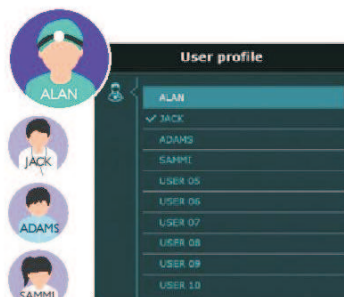 User profile
ALAN
ALAN
JACK
JACK
ADAMS
ADAMS
SAMMI
SAMMI
USER 05
USER 06
USER 07
USER 08
USER 09
USER 10